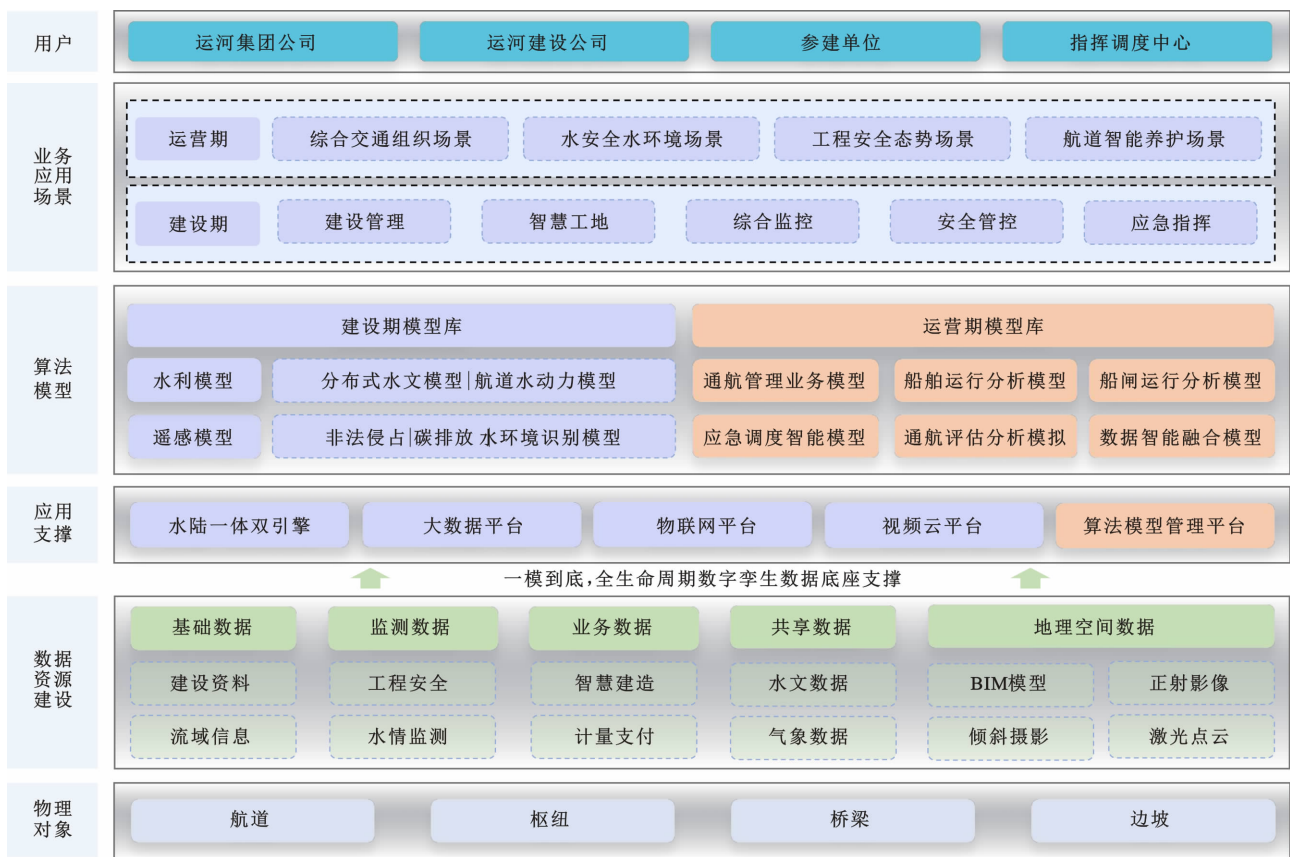 用户
运河集团公司
运河建设公司
参建单位
指挥调度中心
业务
应用
场景
运营期
综合交通组织场景
水安全水环境场景
工程安全态势场景
航道智能养护场景
建设期
建设管理
智慧工地
综合监控
安全管控
应急指挥
算法
模型
建设期模型库
运营期模型库
水利模型
分布式水文模型|航道水动力模型
通航管理业务模型
船舶运行分析模型
船闸运行分析模型
遥感模型
非法侵占|碳排放 水环境识别模型
应急调度智能模型
通航评估分析模拟
数据智能融合模型
应用
支撑
水陆一体双引擎
大数据平台
物联网平台
视频云平台
算法模型管理平台
一模到底,全生命周期数字孪生数据底座支撑
数据
资源
建设
基础数据
监测数据
业务数据
共享数据
地理空间数据
建设资料
工程安全
智慧建造
水文数据
BIM模型
正射影像
流域信息
水情监测
计量支付
气象数据
倾斜摄影
激光点云
物理
对象
航道
枢纽
桥梁
边坡